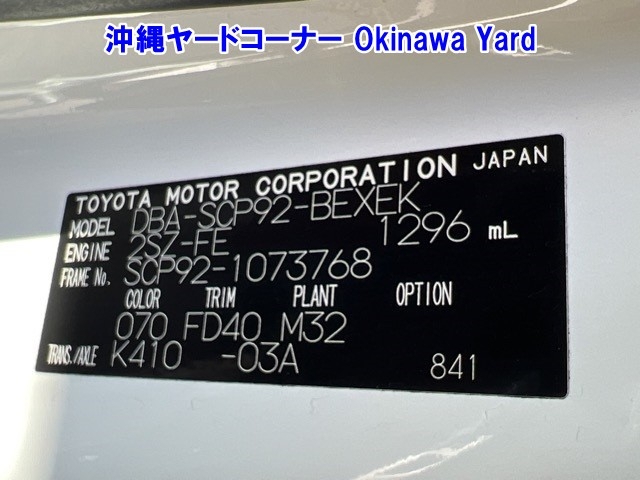 沖縄ヤードコーナー Okinawa Yard
TOYOTA MOTOR CORPORATION JAPAN
MODEL DBA-SCP92-BEXEK
ENGINE 2SZ-FE 1296 mL
FRAME No. SCP92-1073768
COLOR TRIM PLANT OPTION
070 FD40 M32
TRANS./AXLE K410 -03A 841